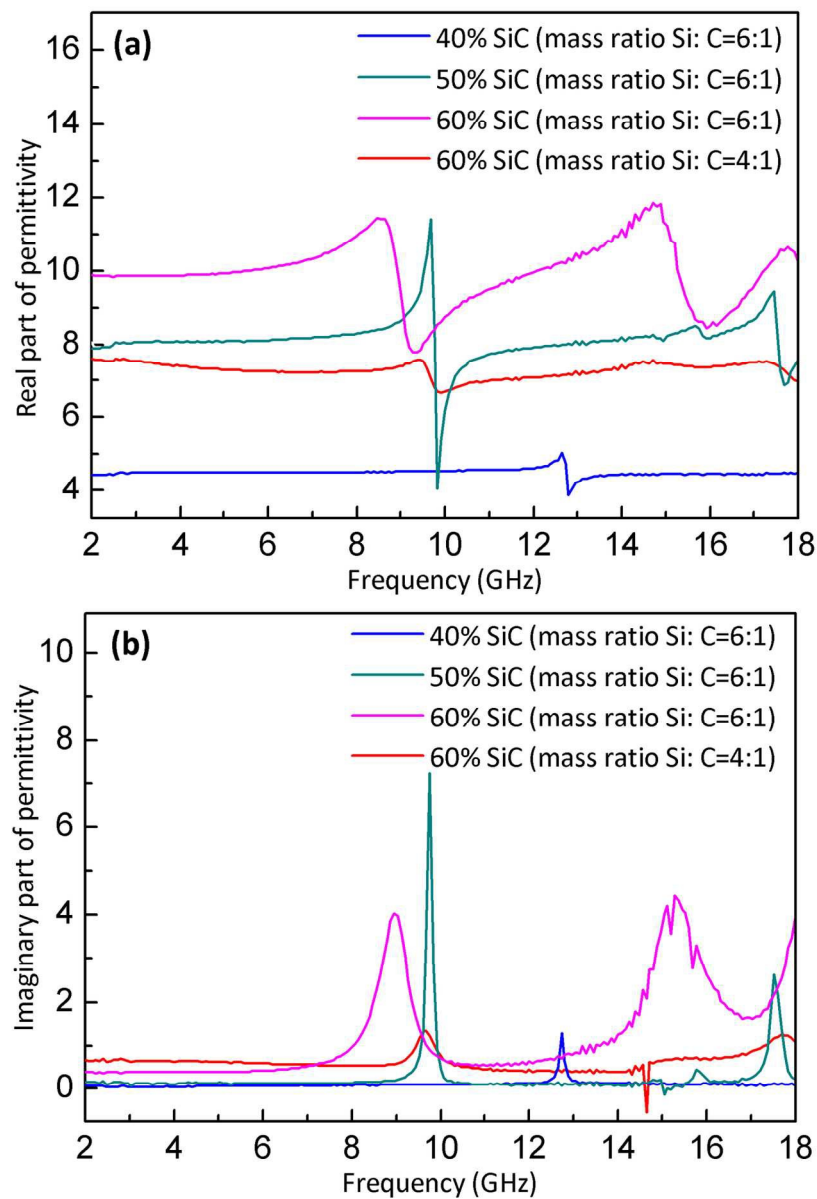 (a)
40% SiC (mass ratio Si: C=6:1)
50% SiC (mass ratio Si: C=6:1)
60% SiC (mass ratio Si: C=6:1)
60% SiC (mass ratio Si: C=4:1)
Real part of permittivity
16
14
12
10
8
6
4
2 4 6 8 10 12 14 16 18
Frequency (GHz)
(b)
40% SiC (mass ratio Si: C=6:1)
50% SiC (mass ratio Si: C=6:1)
60% SiC (mass ratio Si: C=6:1)
60% SiC (mass ratio Si: C=4:1)
Imaginary part of permittivity
10
8
6
4
2
0
2 4 6 8 10 12 14 16 18
Frequency (GHz)